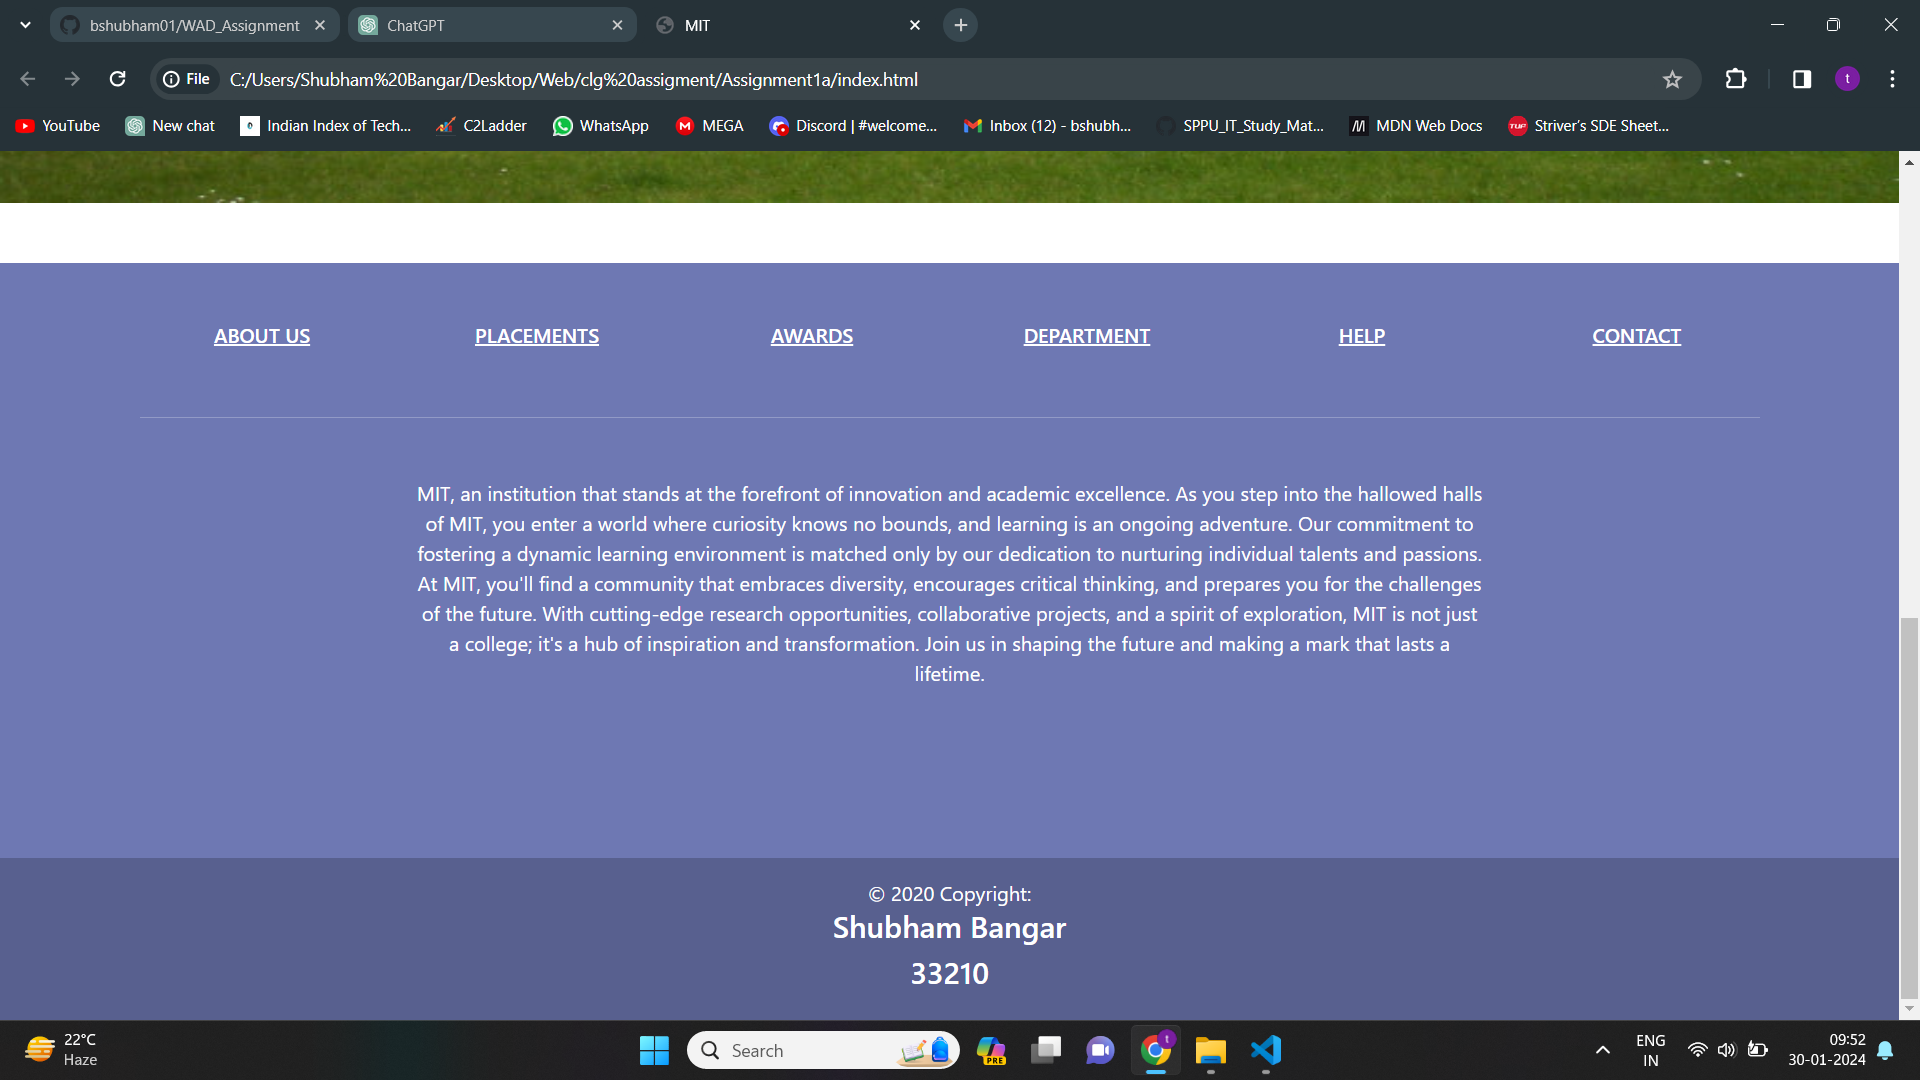 bshubham01/WAD_Assignment
ChatGPT
MIT
File
C:/Users/Shubham%20Bangar/Desktop/Web/clg%20assigment/Assignment1a/index.html
t
YouTube
New chat
Indian Index of Tech...
C2Ladder
WhatsApp
M
MEGA
Discord | #welcome...
Inbox (12) - bshubh...
SPPU_IT_Study_Mat...
MDN Web Docs
TUF
Striver's SDE Sheet...
ABOUT US
PLACEMENTS
AWARDS
DEPARTMENT
HELP
CONTACT
MIT, an institution that stands at the forefront of innovation and academic excellence. As you step into the hallowed halls
of MIT, you enter a world where curiosity knows no bounds, and learning is an ongoing adventure. Our commitment to
fostering a dynamic learning environment is matched only by our dedication to nurturing individual talents and passions.
At MIT, you'll find a community that embraces diversity, encourages critical thinking, and prepares you for the challenges
of the future. With cutting-edge research opportunities, collaborative projects, and a spirit of exploration, MIT is not just
a college; it's a hub of inspiration and transformation. Join us in shaping the future and making a mark that lasts a
lifetime.
© 2020 Copyright:
Shubham Bangar
33210
22°C
Haze
Search
PRE
t
ENG
IN
09:52
30-01-2024